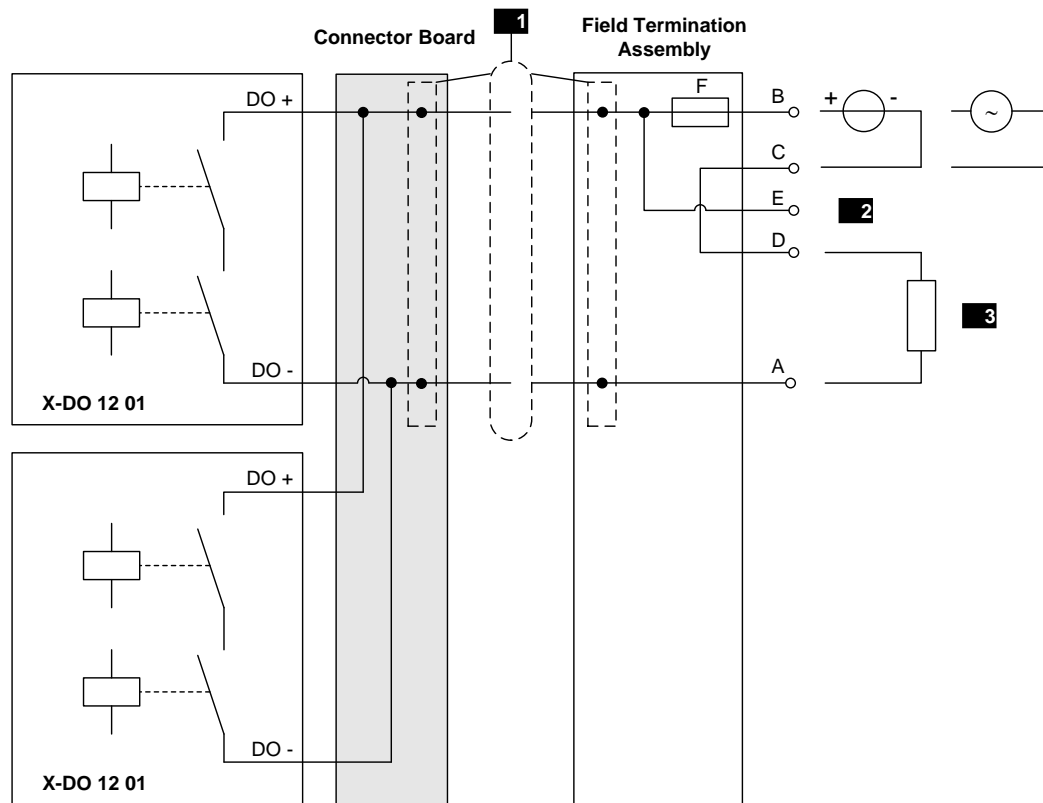 1
Connector Board
Field Termination
Assembly
DO +
F
B
+
-
~
C
E
2
D
3
DO -
A
X-DO 12 01
DO +
DO -
X-DO 12 01